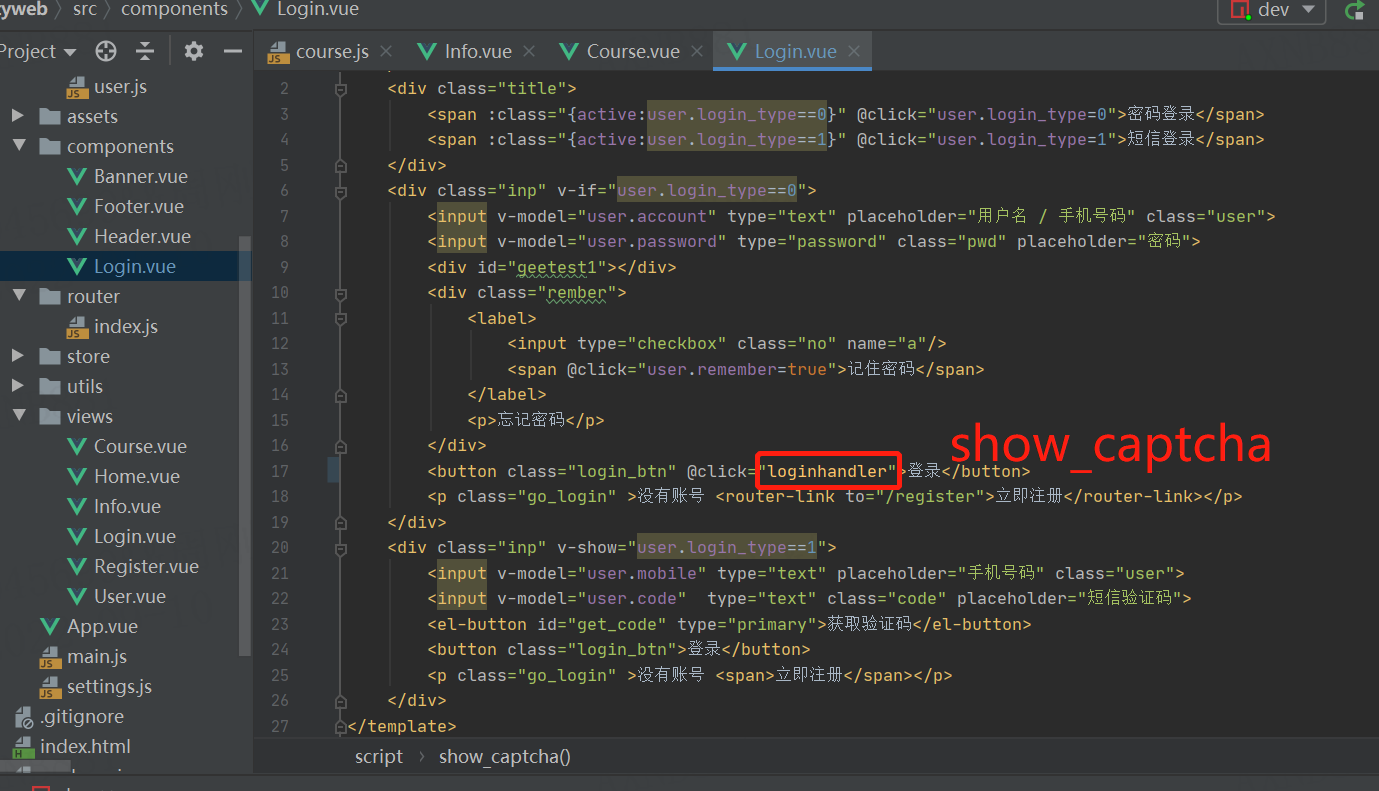 tyweb src components Login.vue dev
Project course.js Info.vue Course.vue Login.vue
user.js
assets
components
Banner.vue
Footer.vue
Header.vue
Login.vue
router
index.js
store
utils
views
Course.vue
Home.vue
Info.vue
Login.vue
Register.vue
User.vue
App.vue
main.js
settings.js
.gitignore
index.html
2 <div class="title">
3 <span :class="{active:user.login_type==0}" @click="user.login_type=0">密码登录</span>
4 <span :class="{active:user.login_type==1}" @click="user.login_type=1">短信登录</span>
5 </div>
6 <div class="inp" v-if="user.login_type==0">
7 <input v-model="user.account" type="text" placeholder="用户名 / 手机号码" class="user">
8 <input v-model="user.password" type="password" class="pwd" placeholder="密码">
9 <div id="geetest1"></div>
10 <div class="rember">
11 <label>
12 <input type="checkbox" class="no" name="a"/>
13 <span @click="user.remember=true">记住密码</span>
14 </label>
15 <p>忘记密码</p>
16 </div>
show_captcha
17 <button class="login_btn" @click="loginhandler">登录</button>
18 <p class="go_login" >没有账号 <router-link to="/register">立即注册</router-link></p>
19 </div>
20 <div class="inp" v-show="user.login_type==1">
21 <input v-model="user.mobile" type="text" placeholder="手机号码" class="user">
22 <input v-model="user.code"  type="text" class="code" placeholder="短信验证码">
23 <el-button id="get_code" type="primary">获取验证码</el-button>
24 <button class="login_btn">登录</button>
25 <p class="go_login" >没有账号 <span>立即注册</span></p>
26 </div>
27 </template>
script show_captcha()